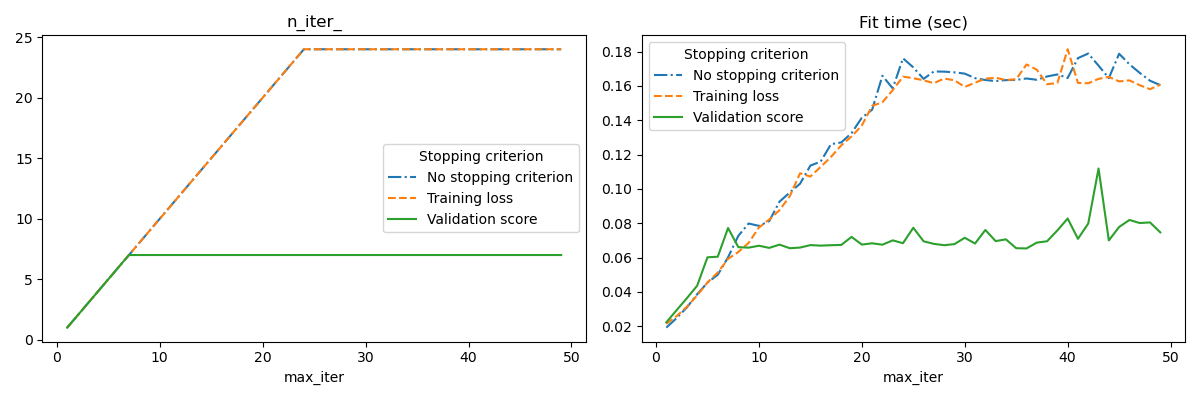 n_iter_
25
20
15
10
5
0
Stopping criterion
No stopping criterion
Training loss
Validation score
0 10 20 30 40 50
max_iter
Fit time (sec)
0.18
0.16
0.14
0.12
0.10
0.08
0.06
0.04
0.02
Stopping criterion
No stopping criterion
Training loss
Validation score
0 10 20 30 40 50
max_iter